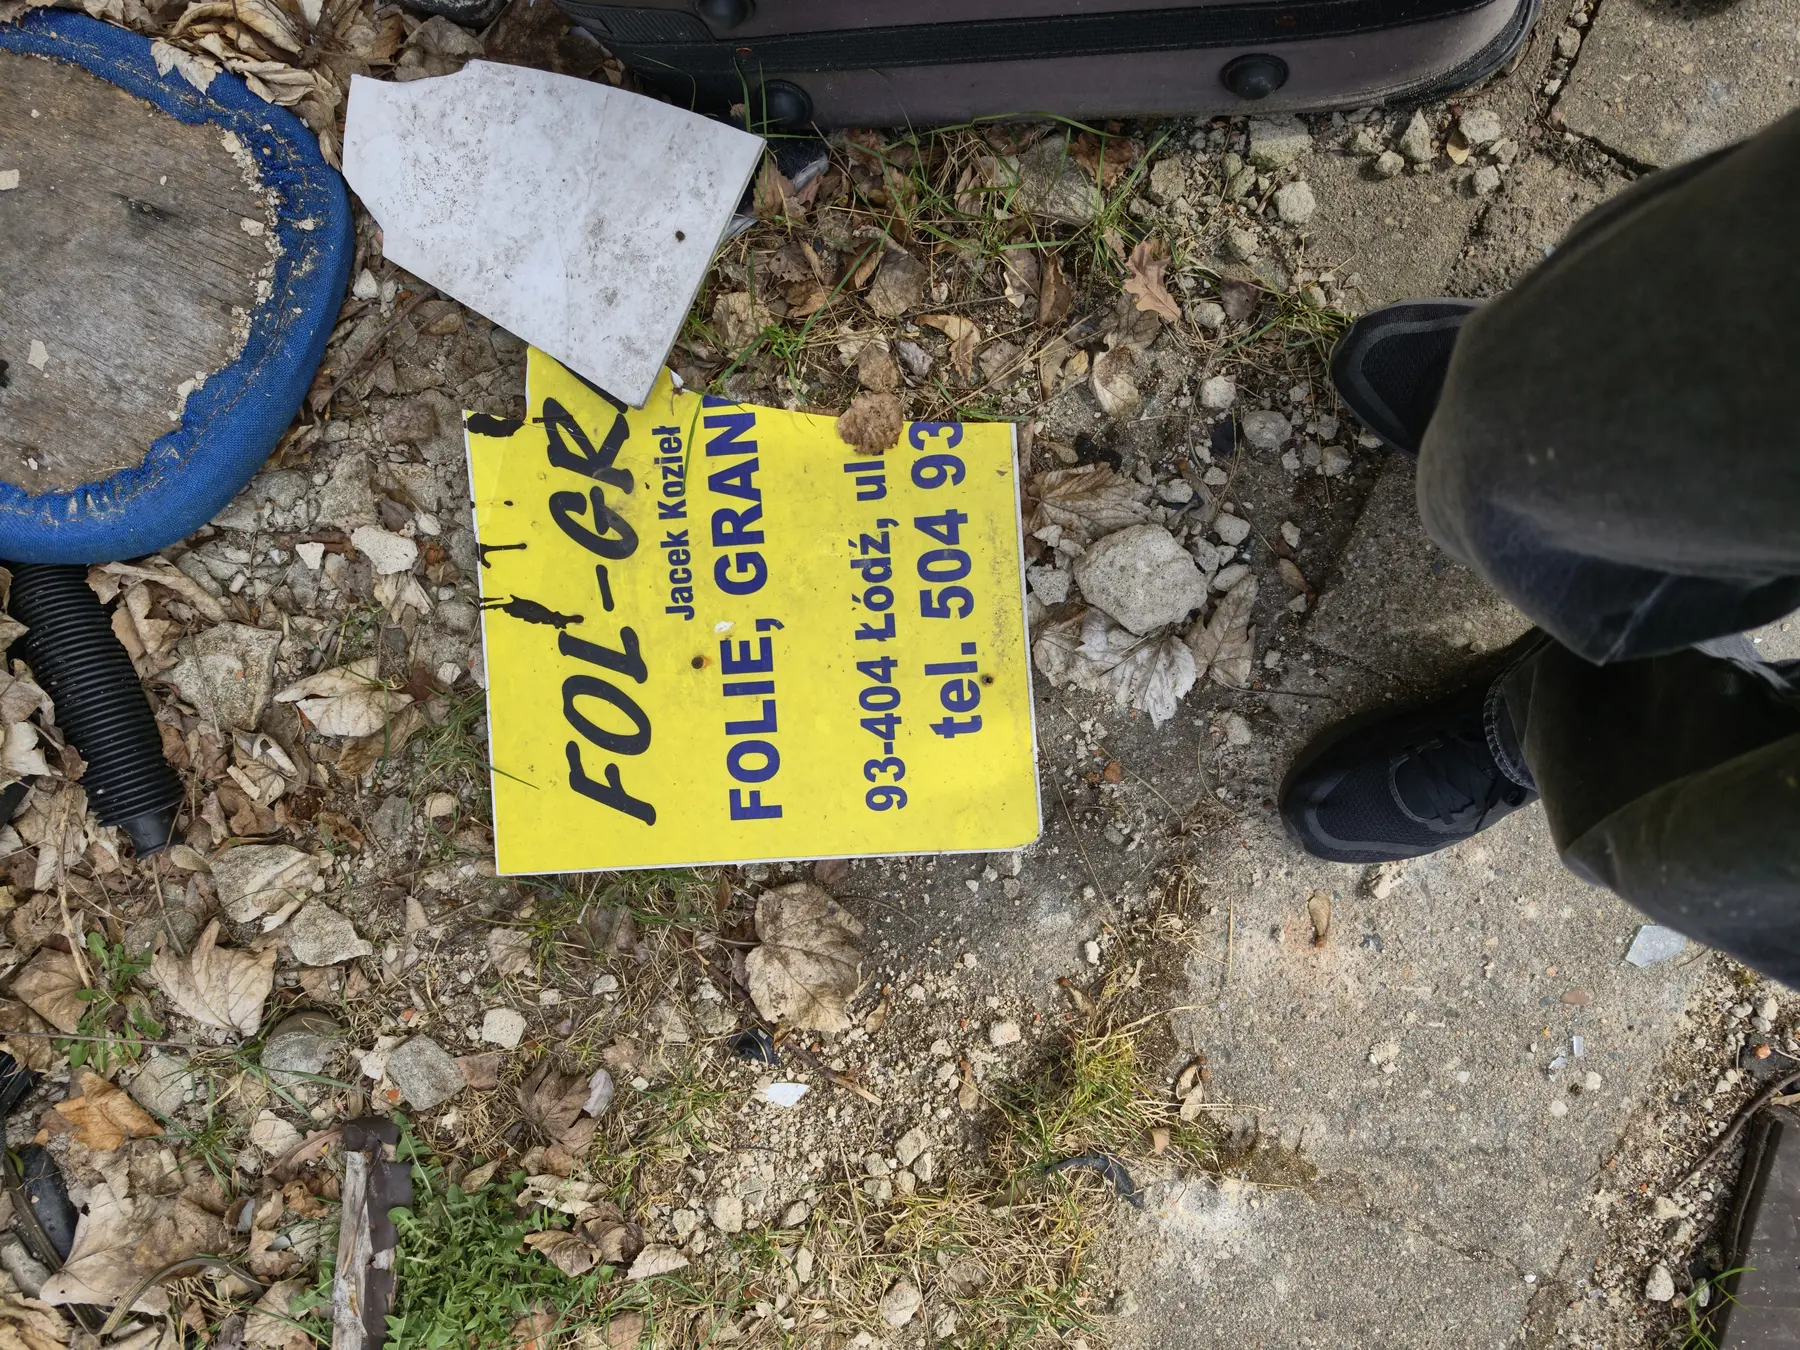 FOL-GR
Jacek Kozieł
FOLIE, GRAN
93-404 Łódź, ul
tel. 504 93